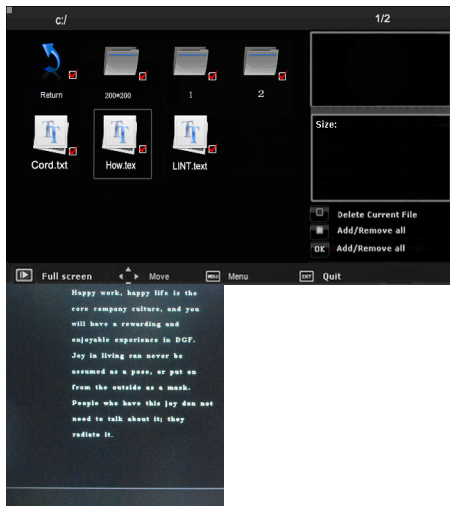 c:/
1/2
Return
200*200
1
2
Cord.txt
How.tex
LINT.text
Size:
Delete Current File
Add/Remove all
OK Add/Remove all
Full screen
Move
MENU Menu
EXIT Quit
Happy work, happy life is the
core company culture, and you
will have a rewarding and
enjoyable experience in DGF.
Joy in living can never be
assumed as a pose, or put on
from the outside as a mask.
People who have this joy don not
need to talk about it; they
radiate it.